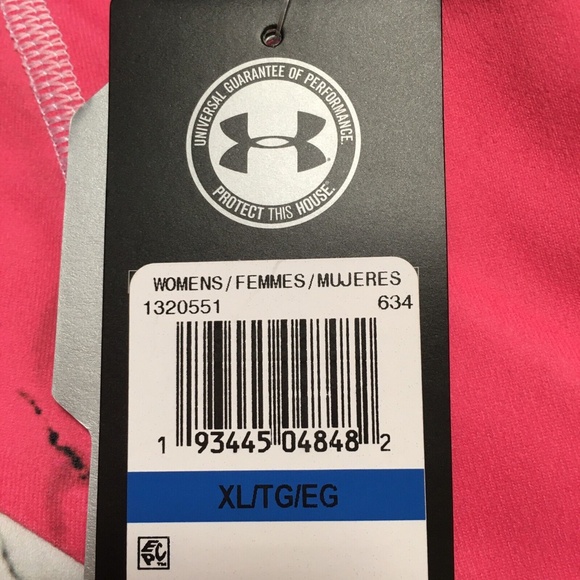 UNIVERSAL GUARANTEE OF PERFORMANCE.
PROTECT THIS HOUSE.
WOMENS/FEMMES/MUJERES
1320551 634
1 93445 04848 2
XL/TG/EG
EPC